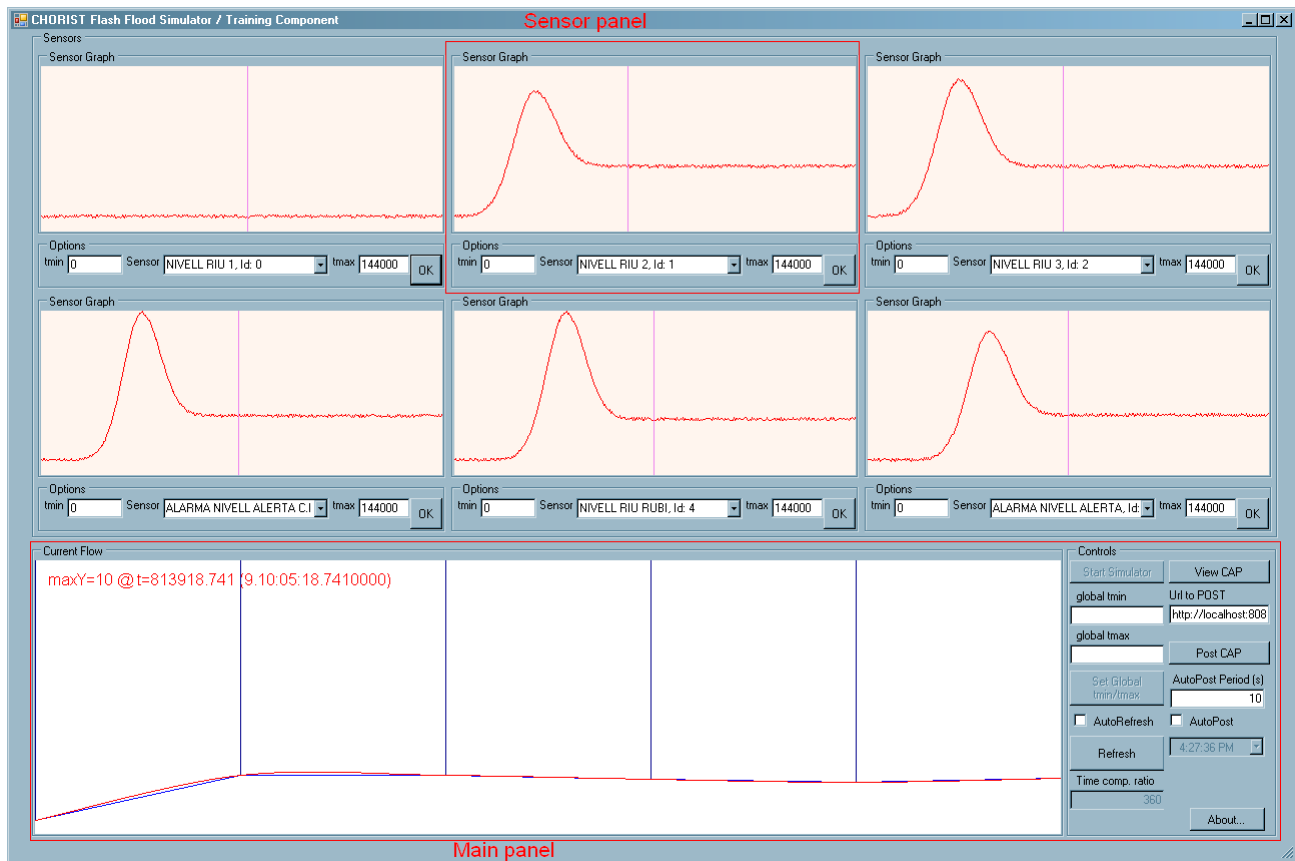 CHORIST Flash Flood Simulator / Training Component
Sensor panel
Sensors
Sensor Graph
Sensor Graph
Sensor Graph
Options
tmin 0 Sensor NIVELL RIU 1, Id: 0 tmax 144000 OK
Options
tmin 0 Sensor NIVELL RIU 2, Id: 1 tmax 144000 OK
Options
tmin 0 Sensor NIVELL RIU 3, Id: 2 tmax 144000 OK
Sensor Graph
Sensor Graph
Sensor Graph
Options
tmin 0 Sensor ALARMA NIVELL ALERTA C.I tmax 144000 OK
Options
tmin 0 Sensor NIVELL RIU RUBI, Id: 4 tmax 144000 OK
Options
tmin 0 Sensor ALARMA NIVELL ALERTA, Id: tmax 144000 OK
Current Flow
maxY=10 @ t=813918.741 (9.10:05:18.7410000)
Controls
Start Simulator View CAP
global tmin Url to POST
http://localhost:808
global tmax
Post CAP
Set Global
tmin/tmax
AutoPost Period (s)
10
AutoRefresh AutoPost
Refresh 4:27:36 PM
Time comp. ratio
360
About...
Main panel